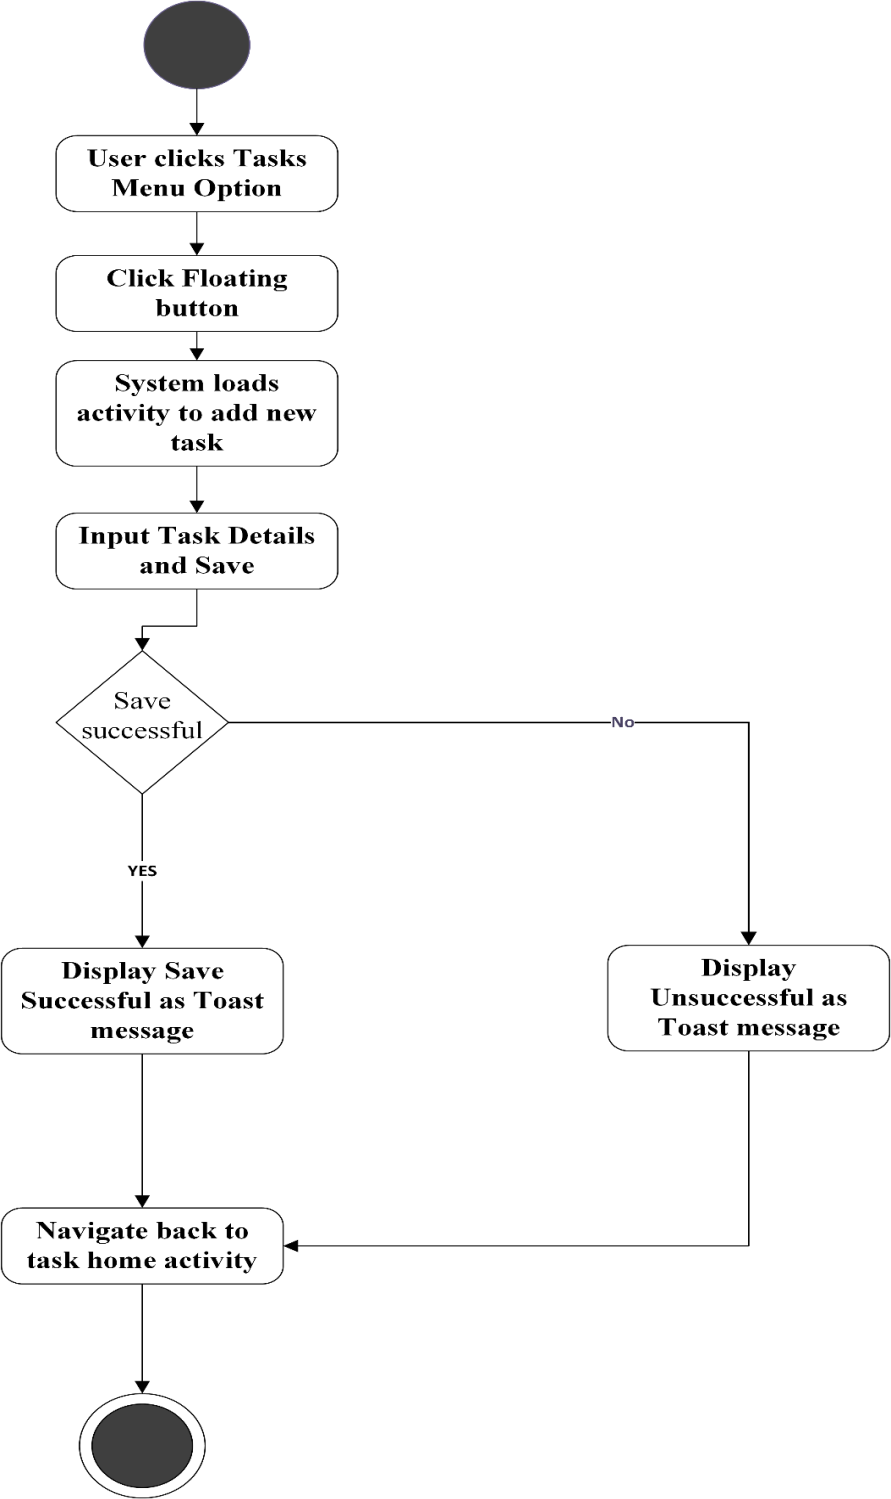 User clicks Tasks
Menu Option
Click Floating
button
System loads
activity to add new
task
Input Task Details
and Save
Save
successful
No
YES
Display Save
Successful as Toast
message
Display
Unsuccessful as
Toast message
Navigate back to
task home activity